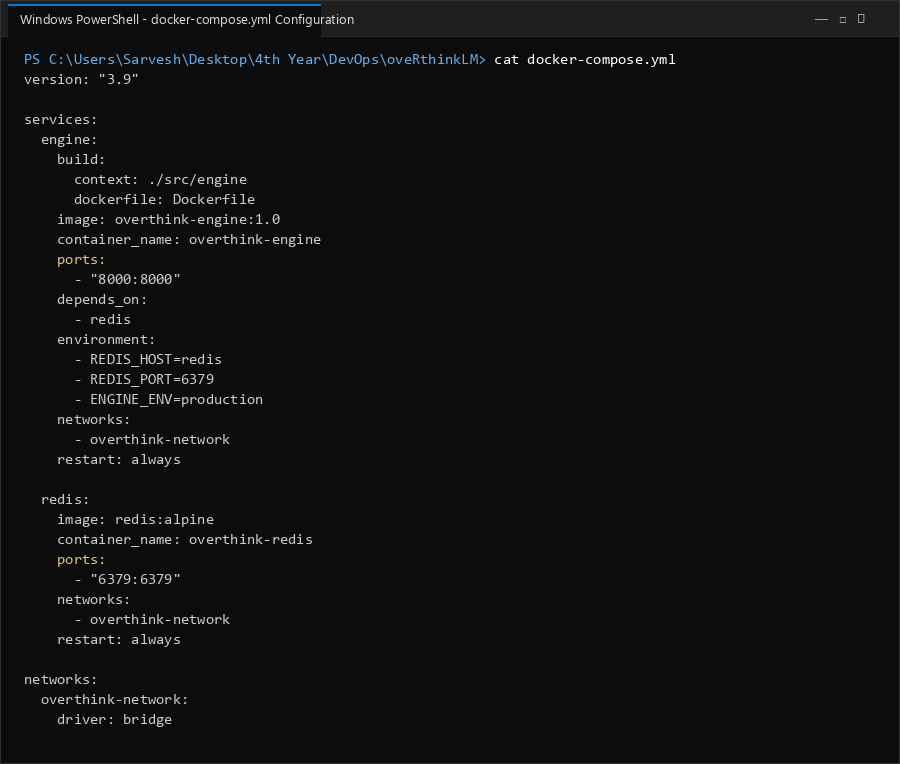 Windows PowerShell - docker-compose.yml Configuration
PS C:\Users\Sarvesh\Desktop\4th Year\DevOps\oveRthinkLM> cat docker-compose.yml
version: "3.9"

services:
  engine:
    build:
      context: ./src/engine
      dockerfile: Dockerfile
    image: overthink-engine:1.0
    container_name: overthink-engine
    ports:
      - "8000:8000"
    depends_on:
      - redis
    environment:
      - REDIS_HOST=redis
      - REDIS_PORT=6379
      - ENGINE_ENV=production
    networks:
      - overthink-network
    restart: always

  redis:
    image: redis:alpine
    container_name: overthink-redis
    ports:
      - "6379:6379"
    networks:
      - overthink-network
    restart: always

networks:
  overthink-network:
    driver: bridge